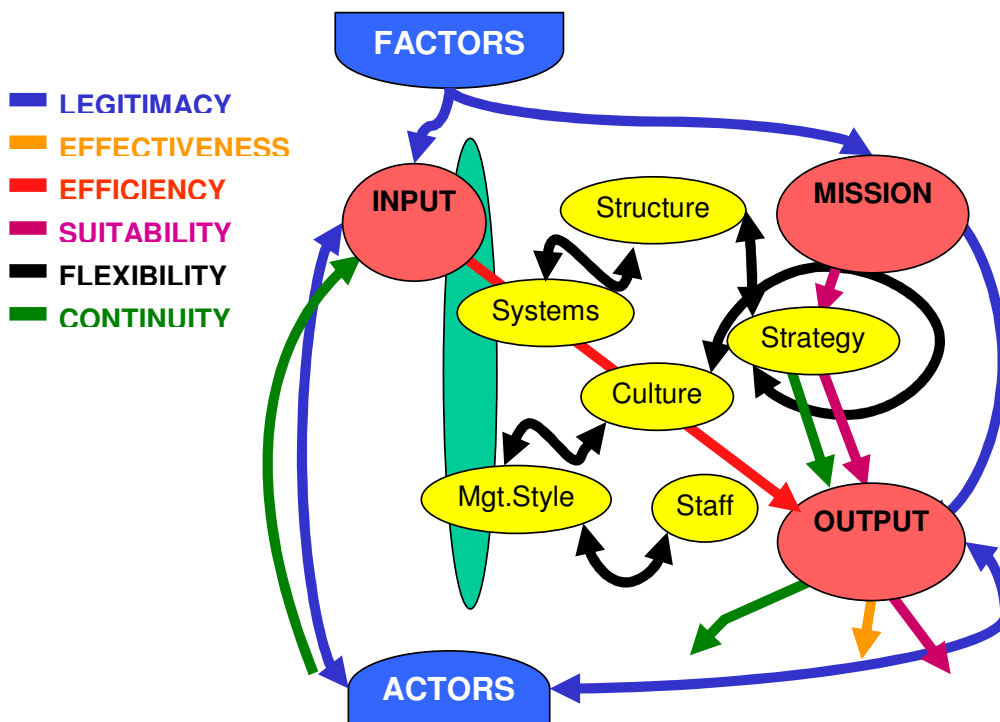 FACTORS
LEGITIMACY
EFFECTIVENESS
EFFICIENCY
SUITABILITY
FLEXIBILITY
CONTINUITY
INPUT
Structure
MISSION
Systems
Strategy
Culture
Mgt.Style
Staff
OUTPUT
ACTORS